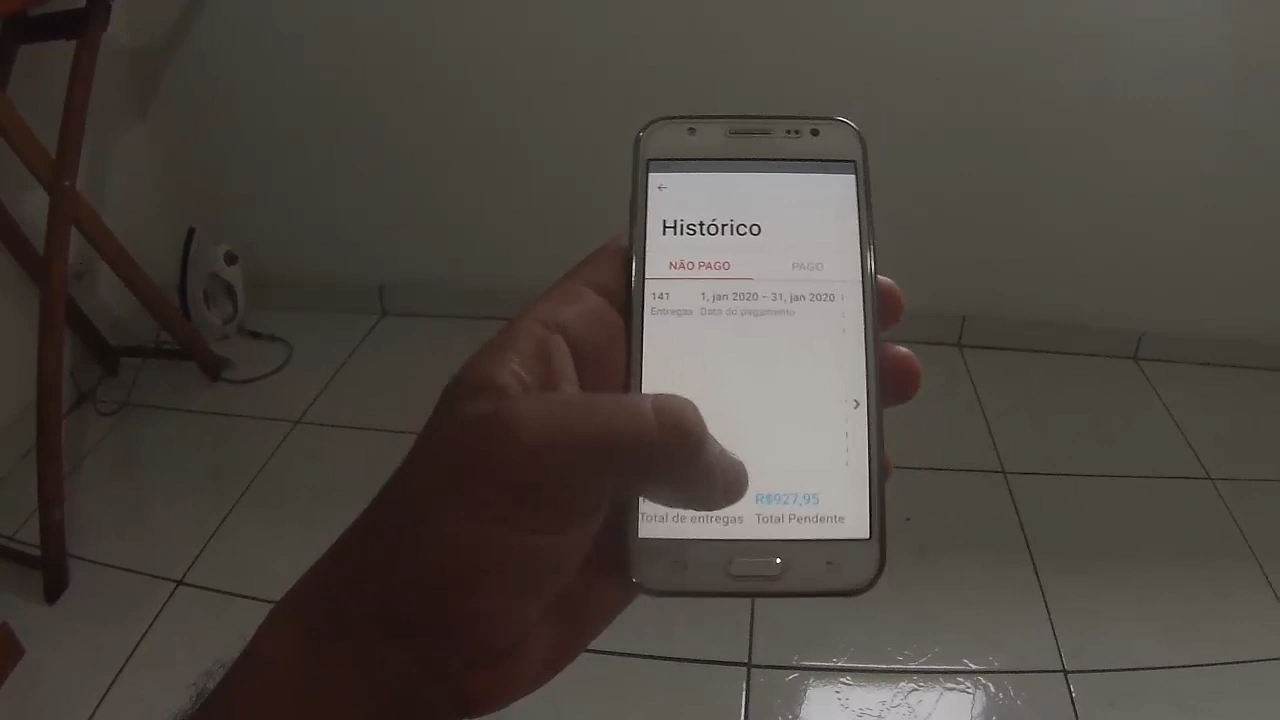 Histórico
NÃO PAGO PAGO
141 1, jan 2020 - 31, jan 2020
Entregas Data do pagamento
R$927,95
Total de entregas Total Pendente